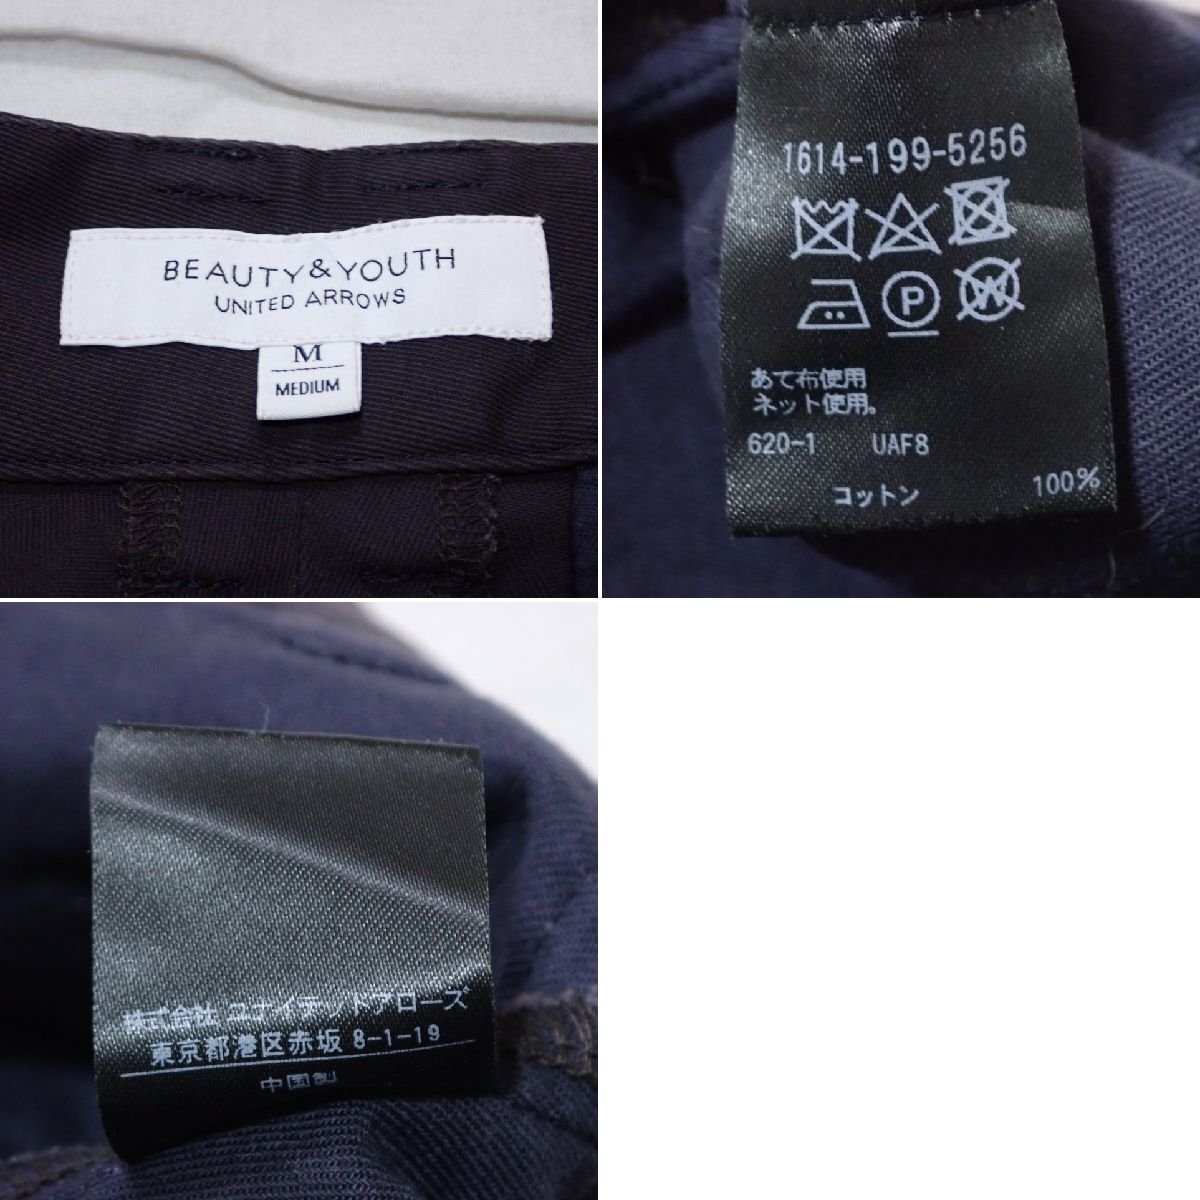 BEAUTY&YOUTH
UNITED ARROWS
M
MEDIUM
1614-199-5256
P
W
あて布使用
ネット使用。
620-1 UAF8
コットン 100%
株式会社 ユナイテッドアローズ
東京都港区赤坂 8-1-19
中国製